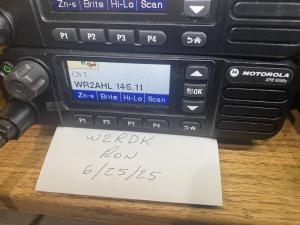 Zn-s Brite Hi-Lo Scan
P1 P2 P3 P4
Ch 1
WR2AHL 145.11
Zn-s Brite Hi-Lo Scan
OK
MOTOROLA
P1 P2 P3 P4
W2RDK
RON
6/25/25